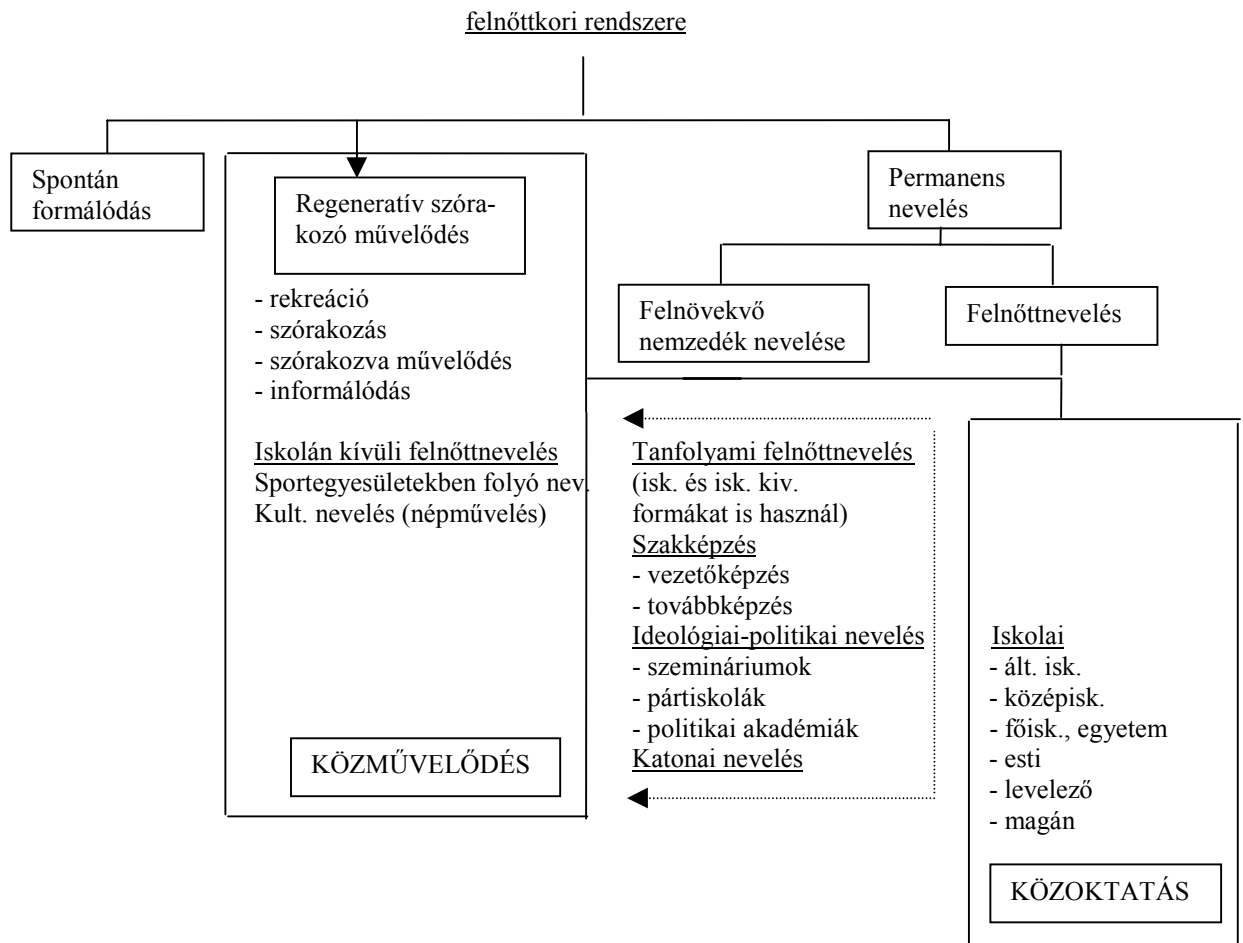 felnőttkori rendszere
Spontán
formálódás
Regeneratív szóra-
kozó művelődés
Permanens
nevelés
Felnövekvő
nemzedék nevelése
Felnőttnevelés
- rekreáció
- szórakozás
- szórakozva művelődés
- informálódás
Iskolán kívüli felnőttnevelés
Sportegyesületekben folyó nev.
Kult. nevelés (népművelés)
KÖZMŰVELŐDÉS
Tanfolyami felnőttnevelés
(isk. és isk. kiv.
formákat is használ)
Szakképzés
- vezetőképzés
- továbbképzés
Ideológiai-politikai nevelés
- szemináriumok
- pártiskolák
- politikai akadémiák
Katonai nevelés
Iskolai
- ált. isk.
- középisk.
- főisk., egyetem
- esti
- levelező
- magán
KÖZOKTATÁS